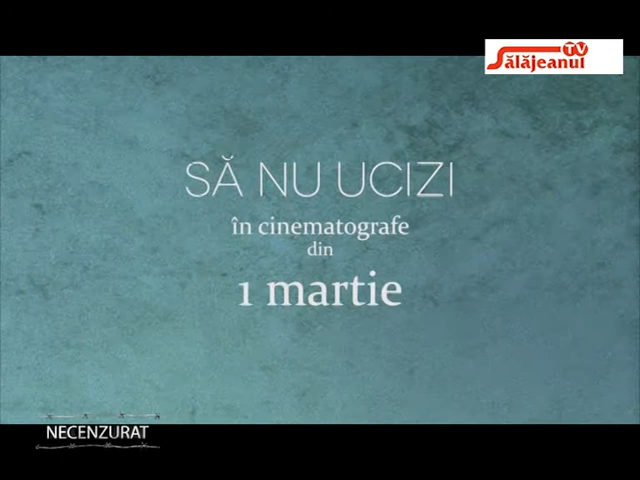 Sălăjeanul TV
SĂ NU UCIZI
în cinematografe
din
1 martie
NECENZURAT